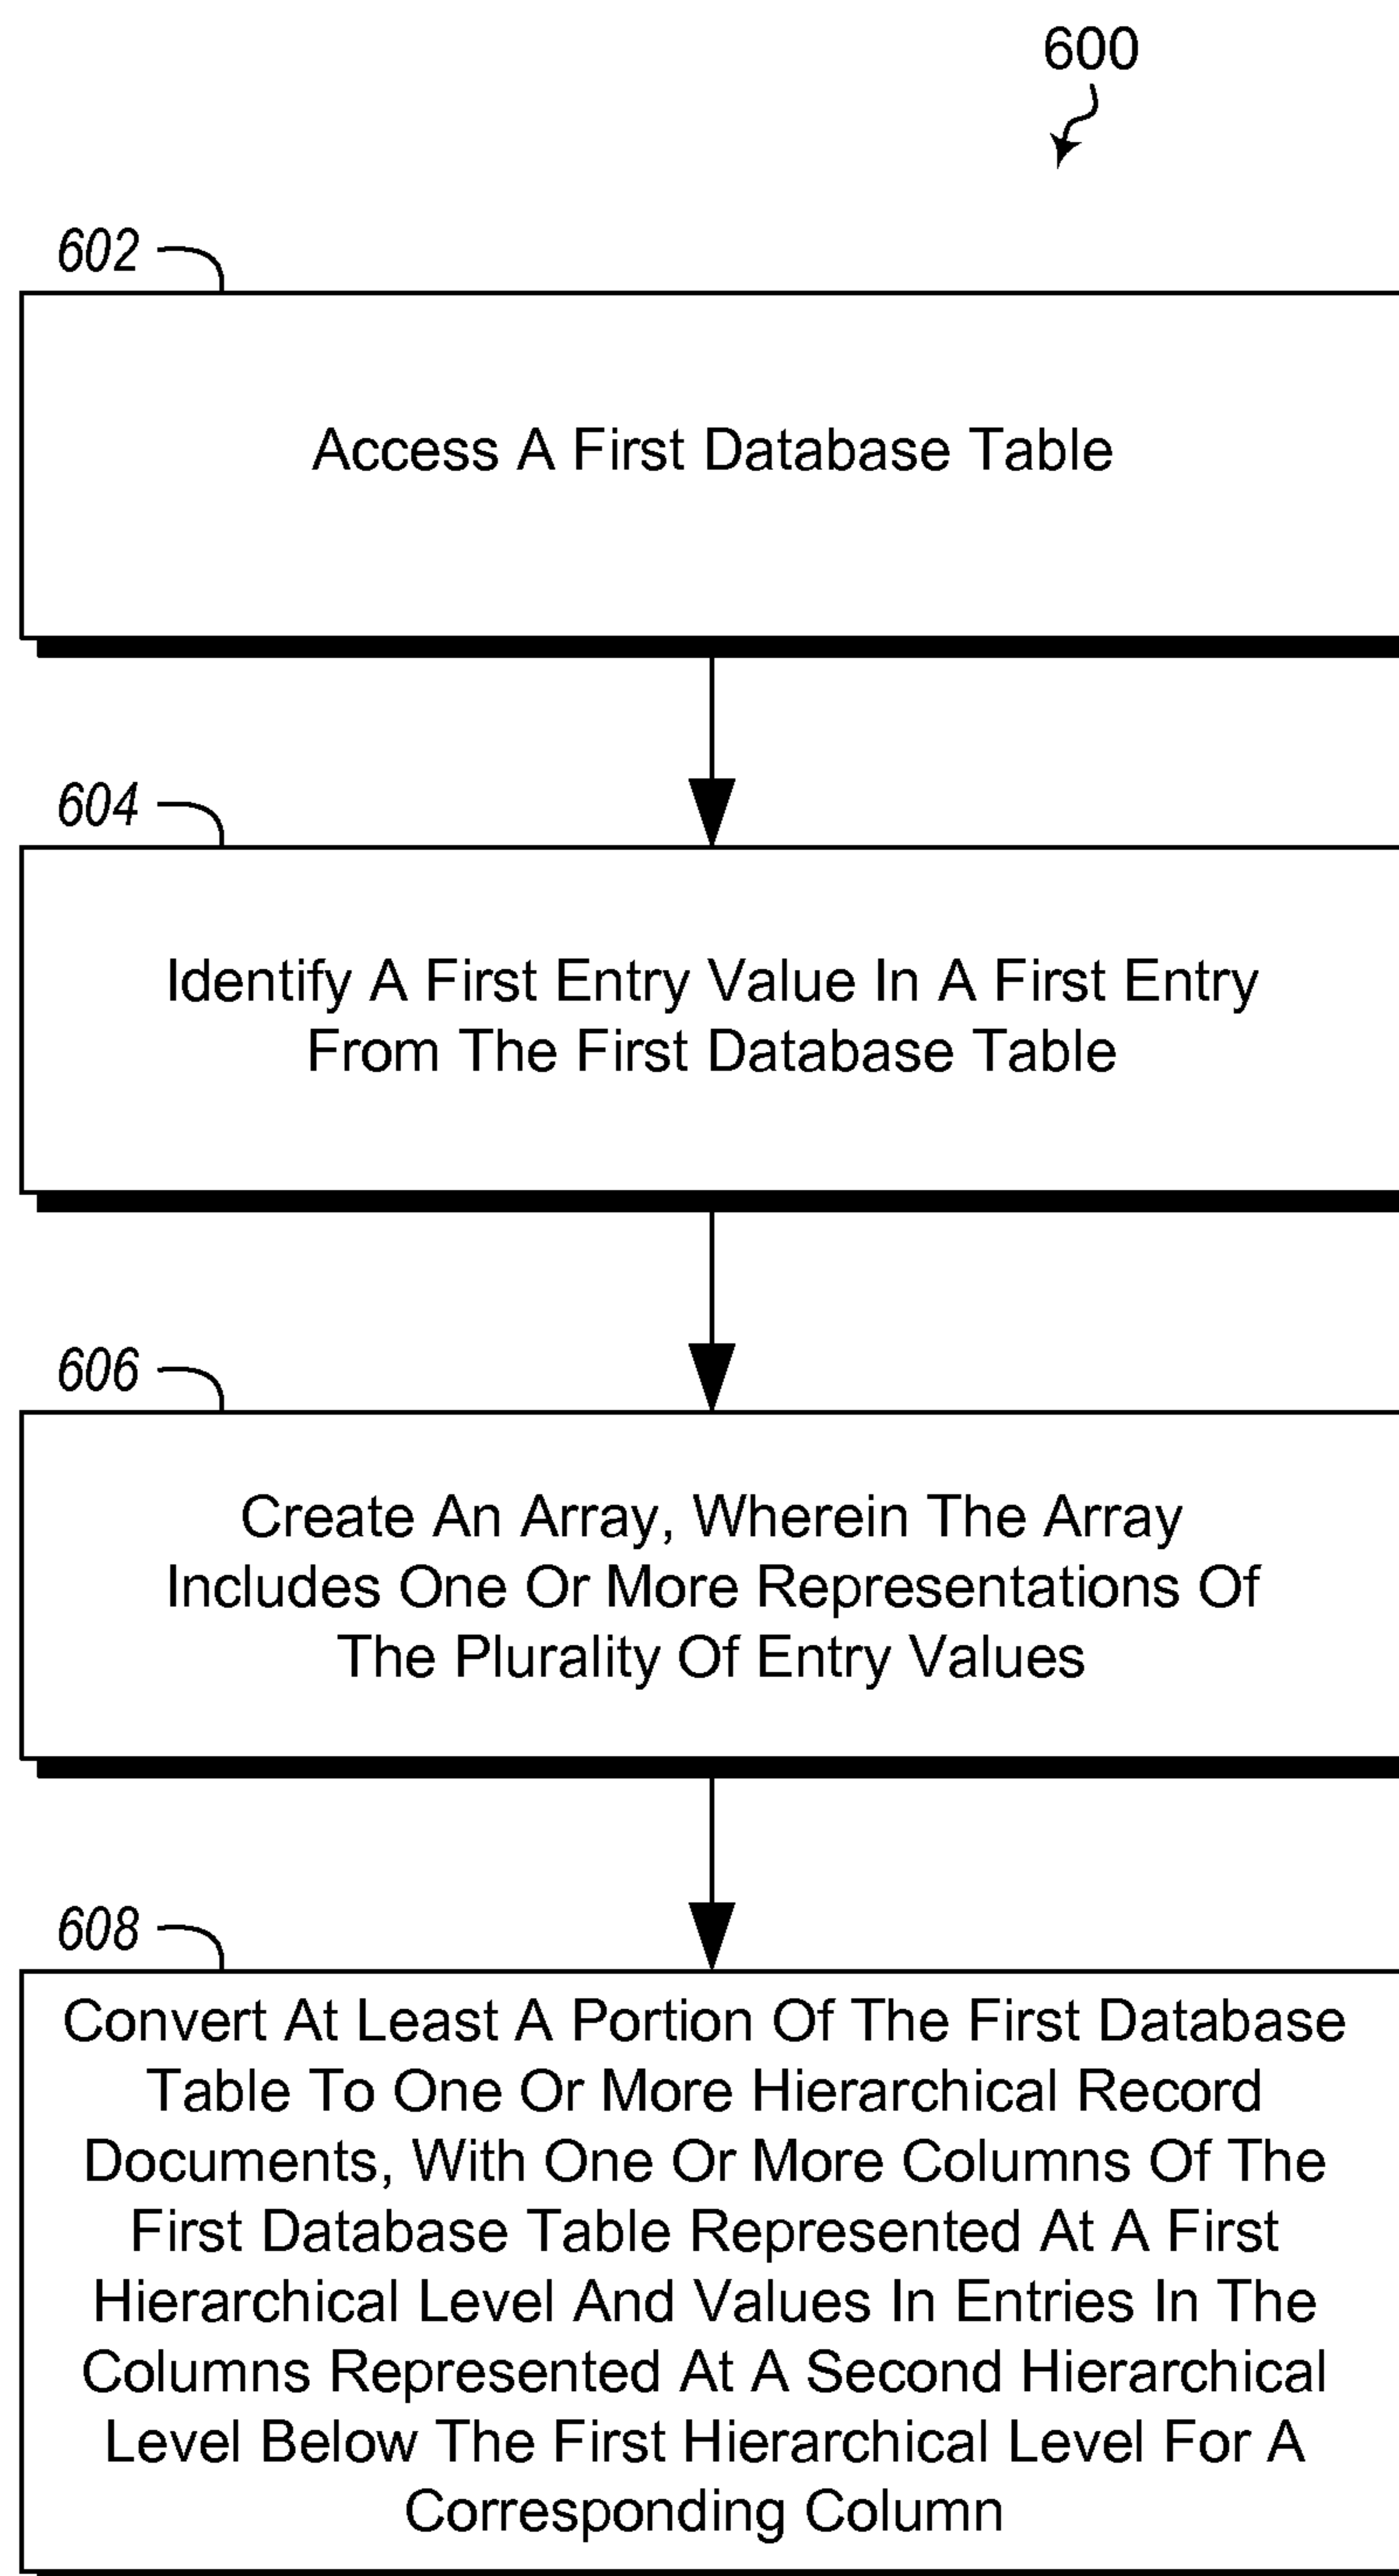 600
602
Access A First Database Table
604
Identify A First Entry Value In A First Entry
From The First Database Table
606
Create An Array, Wherein The Array
Includes One Or More Representations Of
The Plurality Of Entry Values
608
Convert At Least A Portion Of The First Database
Table To One Or More Hierarchical Record
Documents, With One Or More Columns Of The
First Database Table Represented At A First
Hierarchical Level And Values In Entries In The
Columns Represented At A Second Hierarchical
Level Below The First Hierarchical Level For A
Corresponding Column